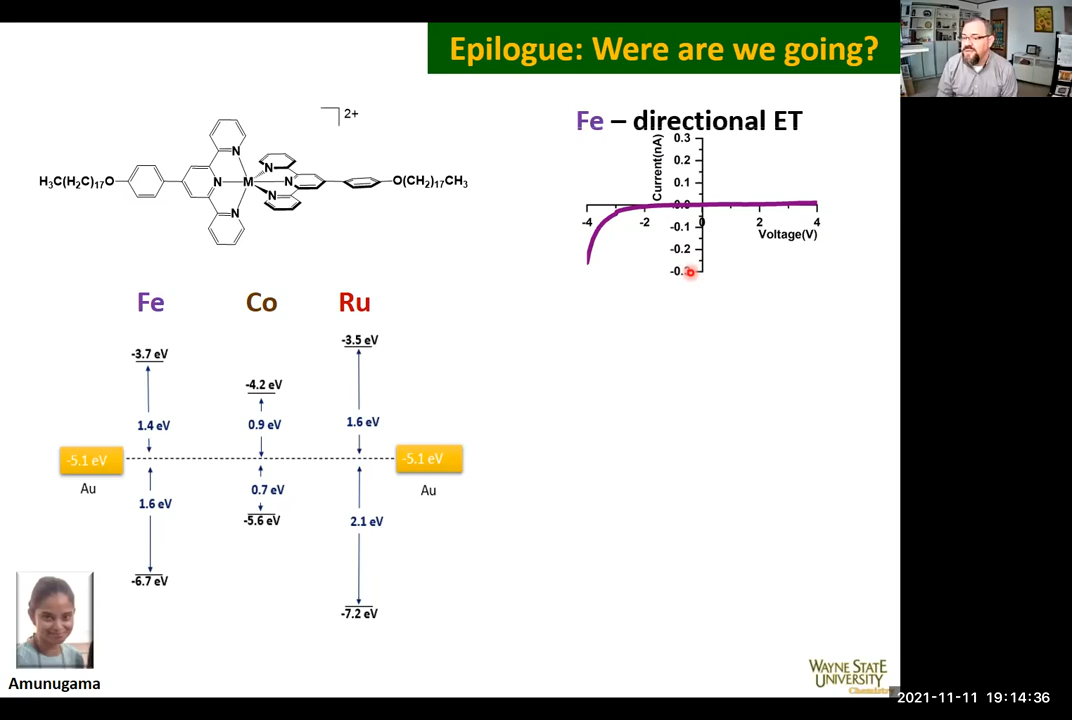 Epilogue: Were are we going?
2+
N
N
H₃C(H₂C)₁₇O
N
M
N
O(CH₂)₁₇CH₃
N
N
Fe – directional ET
Current(nA)
0.3
0.2
0.1
0.0
-0.1
-0.2
-4
-2
0
2
4
Voltage(V)
Fe
Co
Ru
-3.7 eV
-4.2 eV
-3.5 eV
1.4 eV
0.9 eV
1.6 eV
-5.1 eV
-5.1 eV
Au
Au
1.6 eV
0.7 eV
2.1 eV
-5.6 eV
-6.7 eV
-7.2 eV
Amunugama
WAYNE STATE
UNIVERSITY
Chemistry
2021-11-11 19:14:36